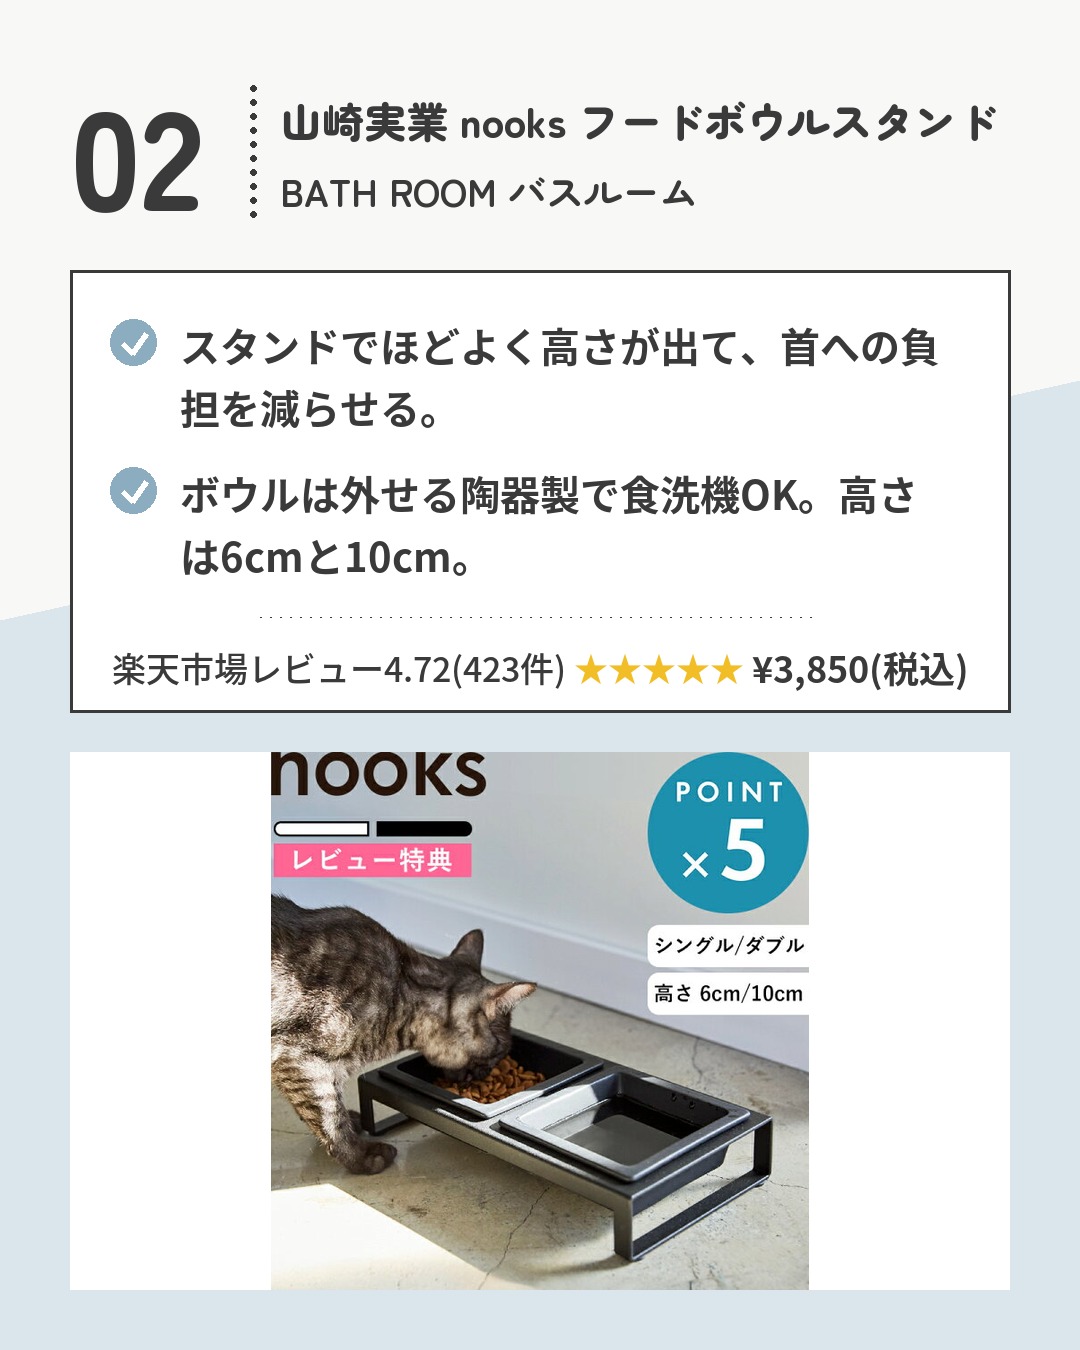 02
山崎実業 nooks フードボウルスタンド
BATH ROOM バスルーム
スタンドでほどよく高さが出て、首への負
担を減らせる。
ボウルは外せる陶器製で食洗機OK。高さ
は6cmと10cm。
楽天市場レビュー4.72(423件) ★★★★★ ¥3,850(税込)
nooks
レビュー特典
POINT
×5
シングル/ダブル
高さ 6cm/10cm